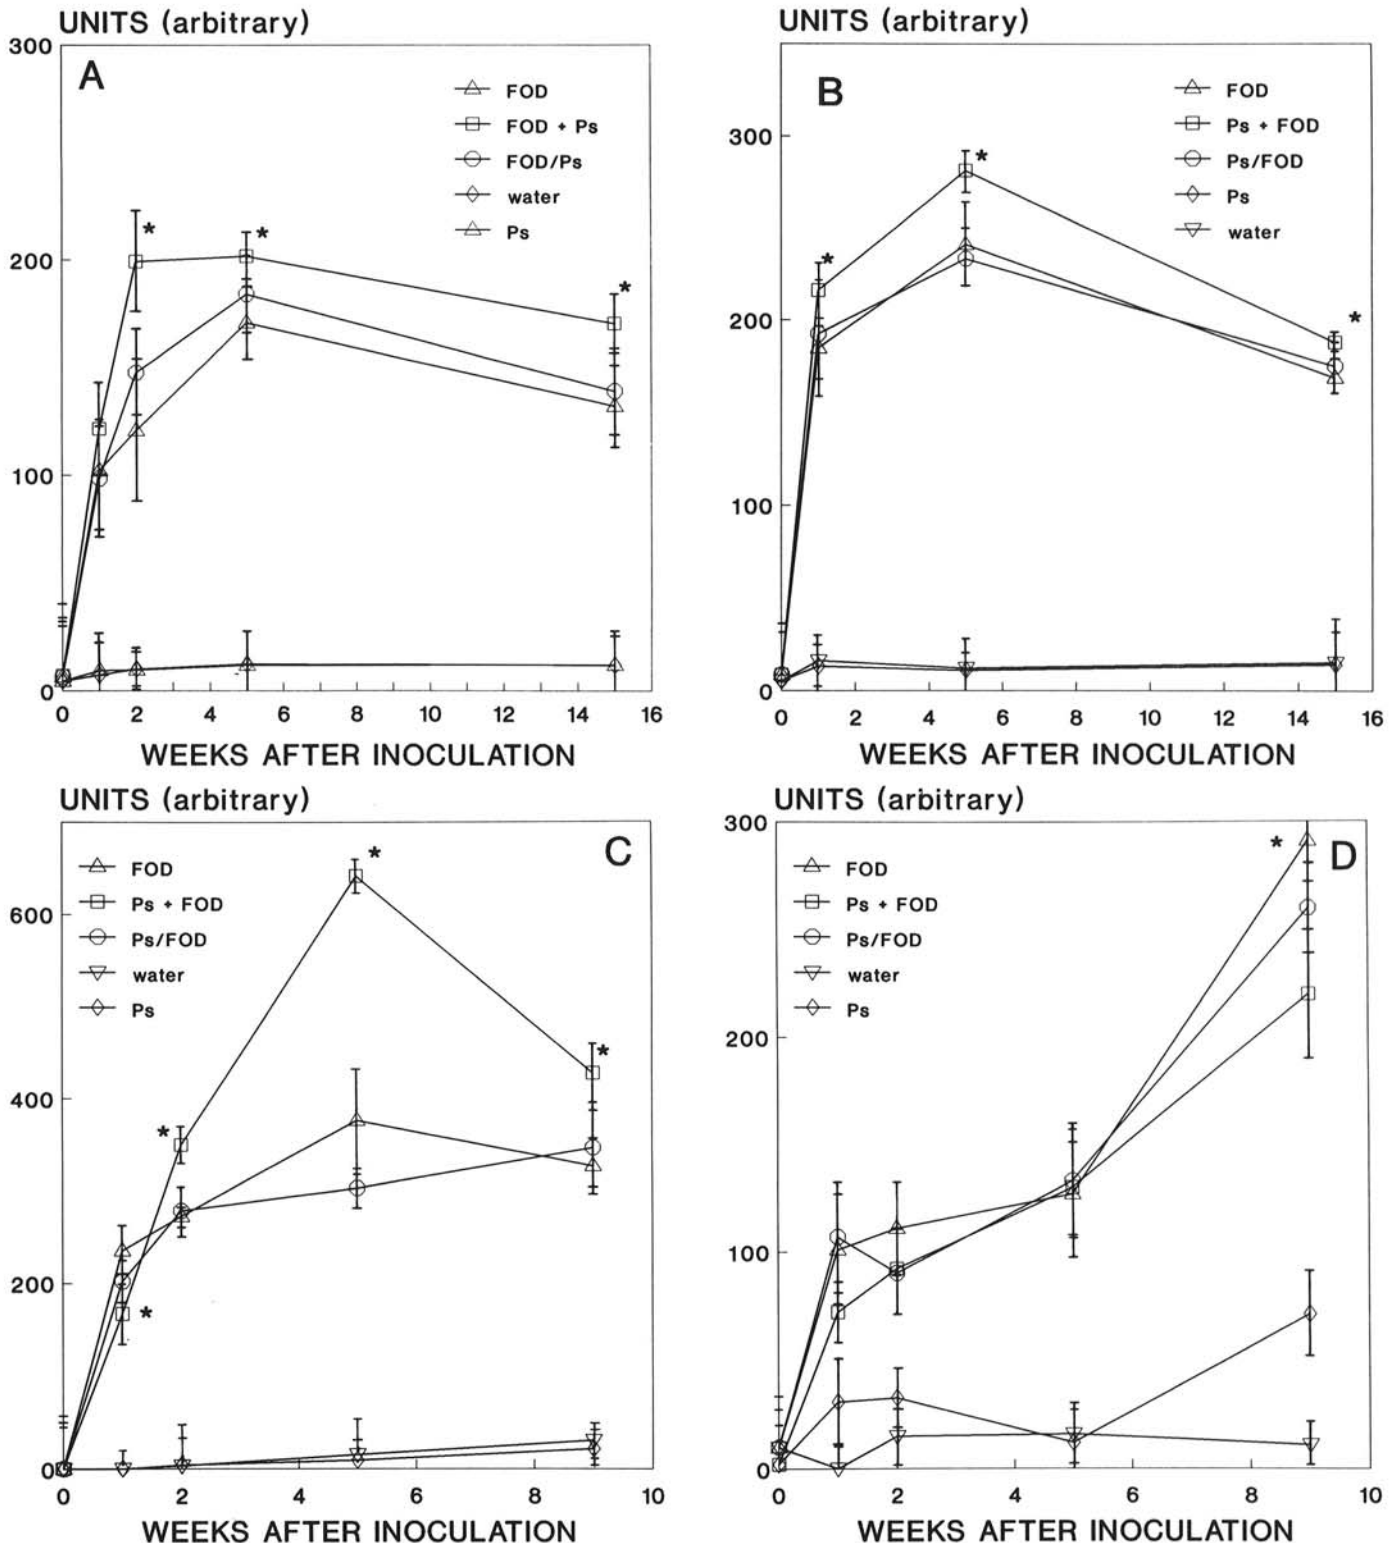 UNITS (arbitrary)
300
200
100
0
A
FOD
FOD + Ps
FOD/Ps
water
Ps
*
*
*
0 2 4 6 8 10 12 14 16
WEEKS AFTER INOCULATION
UNITS (arbitrary)
300
200
100
0
B
FOD
Ps + FOD
Ps/FOD
Ps
water
*
*
*
0 2 4 6 8 10 12 14 16
WEEKS AFTER INOCULATION
UNITS (arbitrary)
600
400
200
0
C
FOD
Ps + FOD
Ps/FOD
water
Ps
*
*
*
*
0 2 4 6 8 10
WEEKS AFTER INOCULATION
UNITS (arbitrary)
300
200
100
0
D
FOD
Ps + FOD
Ps/FOD
water
Ps
*
0 2 4 6 8 10
WEEKS AFTER INOCULATION